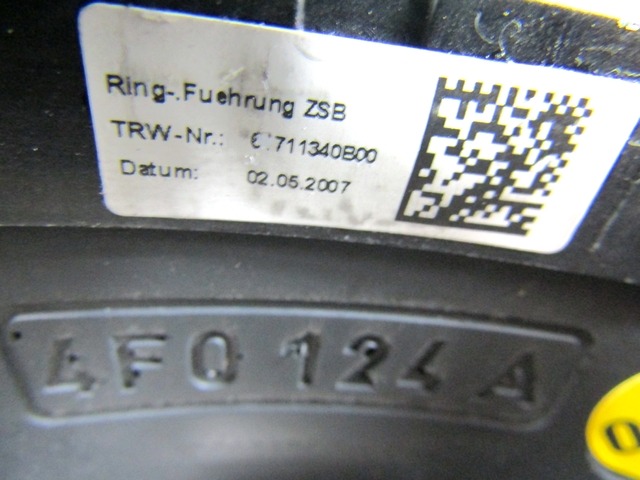 Ring-.Fuehrung ZSB
TRW-Nr.: 711340B00
Datum: 02.05.2007
4F0 124 A